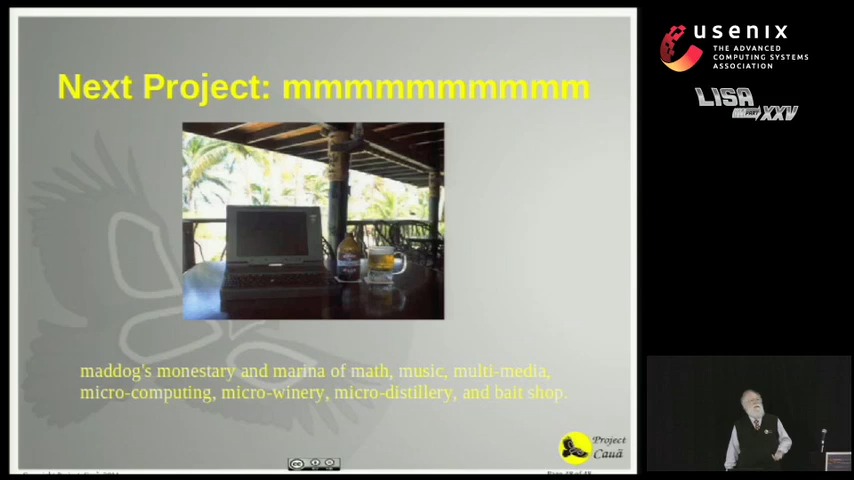 usenix
THE ADVANCED
COMPUTING SYSTEMS
ASSOCIATION
LISA
XXV
Next Project: mmmmmmmmmmm
maddog's monestary and marina of math, music, multi-media,
micro-computing, micro-winery, micro-distillery, and bait shop.
Project
Cauã